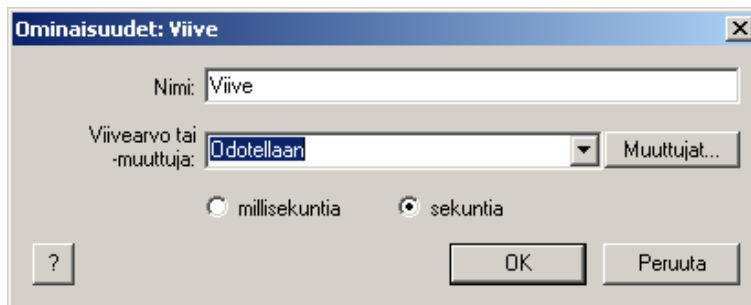 Ominaisuudet: Viive
Nimi: Viive
Viivearvo tai
-muuttuja: Odotellaan Muuttujat...
millisekuntia sekuntia
? OK Peruuta